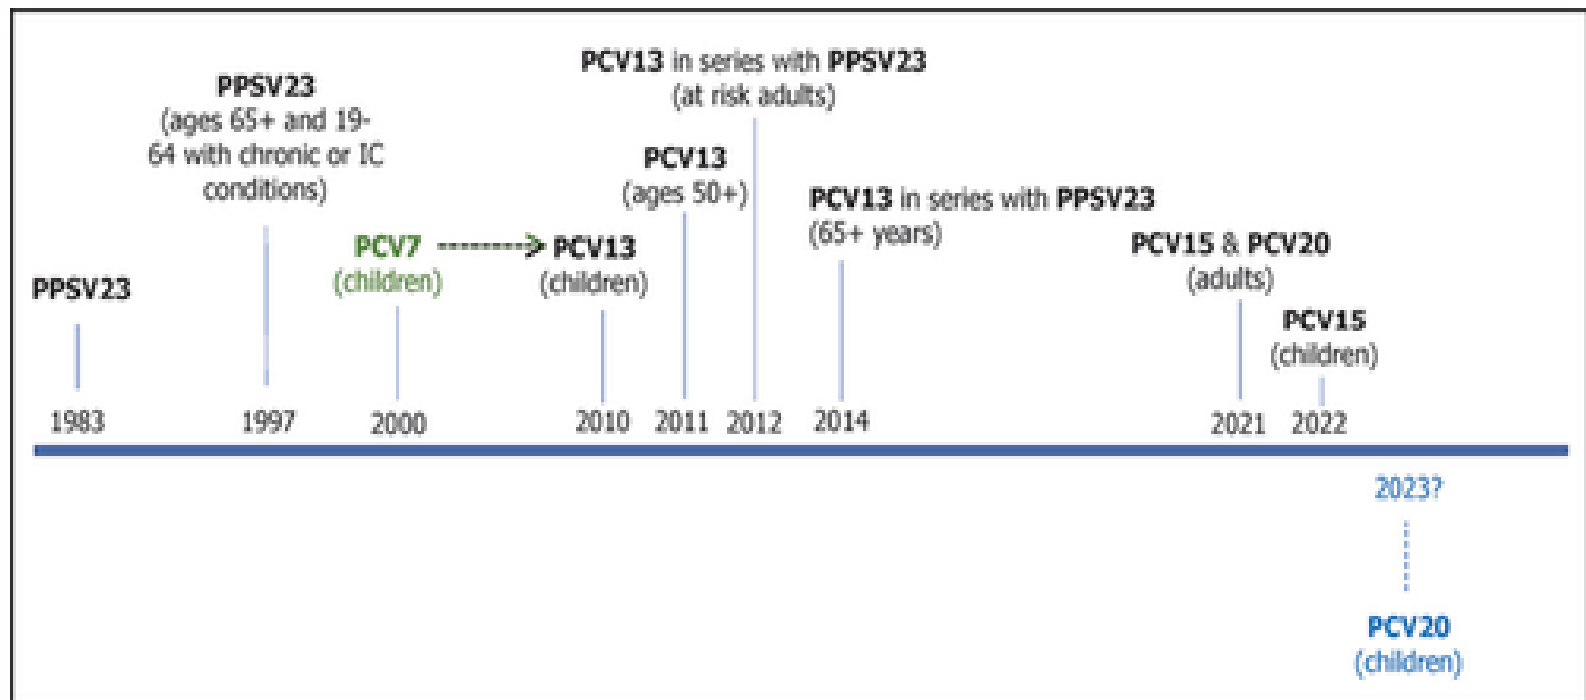 PPSV23
1983
PPSV23
(ages 65+ and 19-
64 with chronic or IC
conditions)
1997
PCV7
(children)
2000
PCV13
(children)
2010
PCV13
(ages 50+)
2011
PCV13 in series with PPSV23
(at risk adults)
2012
PCV13 in series with PPSV23
(65+ years)
2014
PCV15 & PCV20
(adults)
2021
PCV15
(children)
2022
2023?
PCV20
(children)